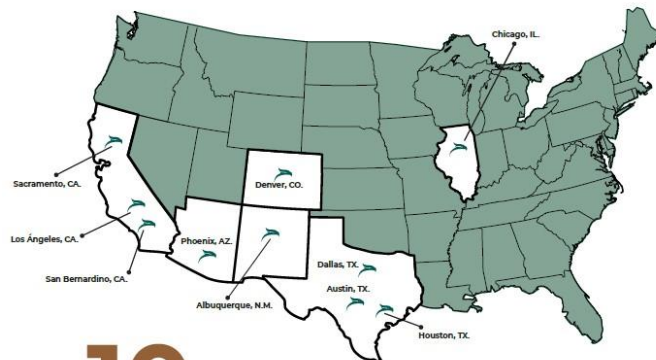 Chicago, IL.
Sacramento, CA.
Denver, CO.
Los Ángeles, CA.
Phoenix, AZ.
San Bernardino, CA.
Albuquerque, N.M.
Dallas, TX.
Austin, TX.
Houston, TX.
10